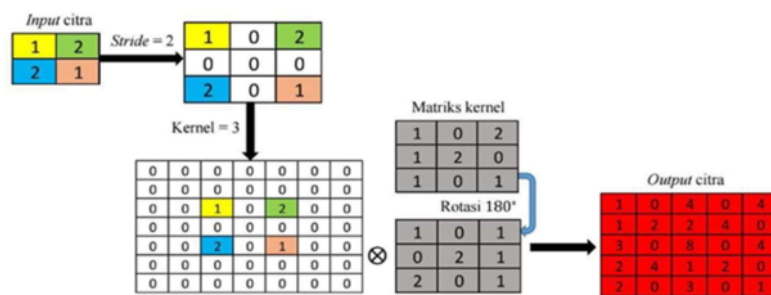 Input citra
1 2
2 1
Stride = 2
1 0 2
0 0 0
2 0 1
Kernel = 3
0 0 0 0 0 0 0
0 0 0 0 0 0 0
0 0 1 0 2 0 0
0 0 0 0 0 0 0
0 0 2 0 1 0 0
0 0 0 0 0 0 0
0 0 0 0 0 0 0
⊗
Matriks kernel
1 0 2
1 2 0
1 0 1
Rotasi 180°
1 0 1
0 2 1
2 0 1
Output citra
1 0 4 0 4
1 2 2 4 0
3 0 8 0 4
2 4 1 2 0
2 0 3 0 1